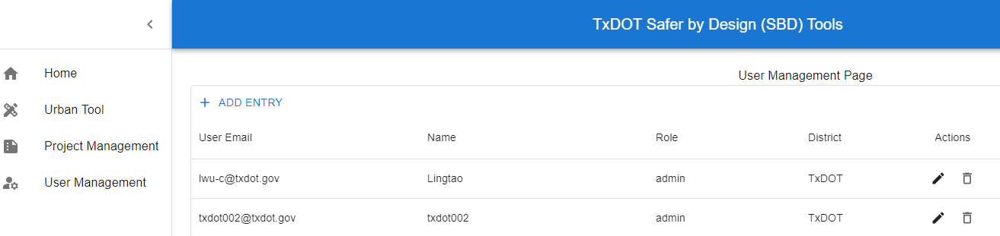 TxDOT Safer by Design (SBD) Tools
Home
Urban Tool
Project Management
User Management
User Management Page
+ ADD ENTRY
User Email Name Role District Actions
lwu-c@txdot.gov Lingtao admin TxDOT
txdot002@txdot.gov txdot002 admin TxDOT